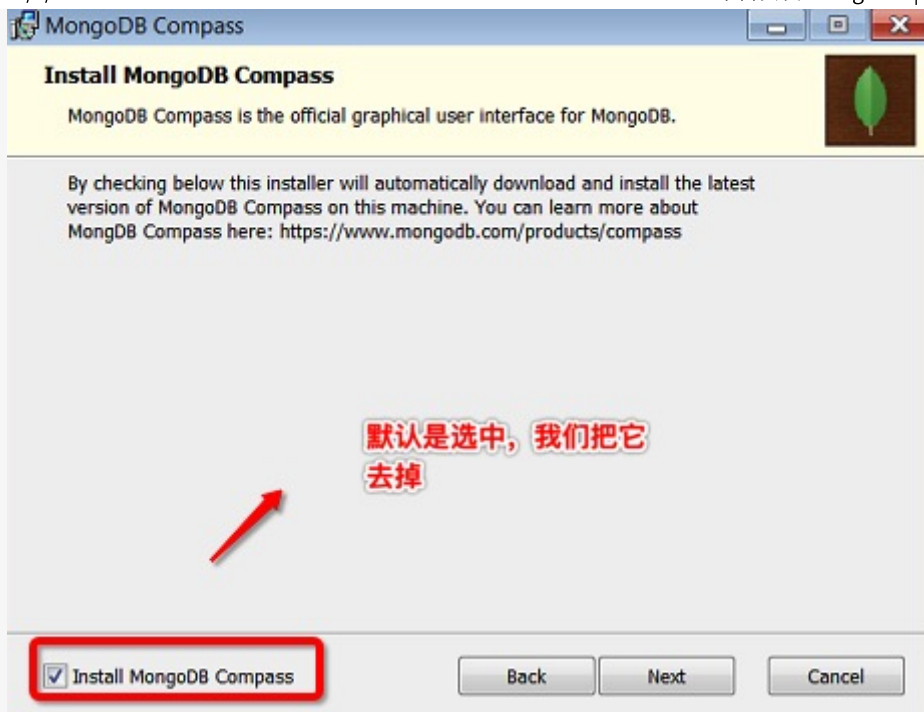 MongoDB Compass
Install MongoDB Compass
MongoDB Compass is the official graphical user interface for MongoDB.
By checking below this installer will automatically download and install the latest
version of MongoDB Compass on this machine. You can learn more about
MongDB Compass here: https://www.mongodb.com/products/compass
默认是选中，我们把它
去掉
Install MongoDB Compass
Back
Next
Cancel